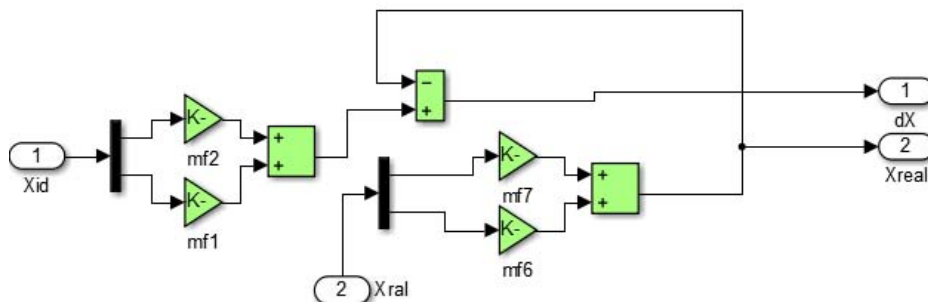 −
+
1
dX
K-
mf2
+
+
1
Xid
K-
mf1
K-
mf7
+
+
2
Xreal
K-
mf6
2
Xral